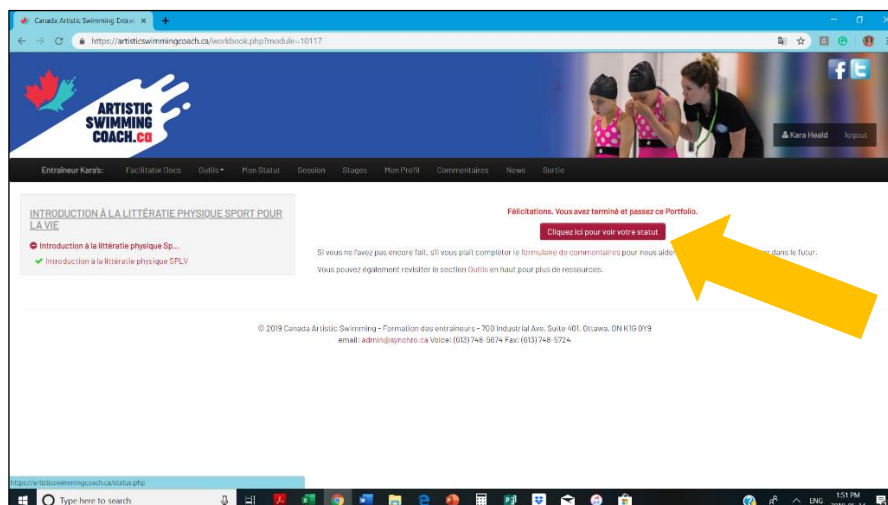 Canada Artistic Swimming Entraî
https://artisticswimmingcoach.ca/workbook.php?module=10117
ARTISTIC
SWIMMING
COACH.ca
Kara Heald logout
Entraîneur Kara's: Facilitator Docs Outils Mon Statut Session Stages Mon Profil Commentaires News Sortie
INTRODUCTION À LA LITTÉRATIE PHYSIQUE SPORT POUR
LA VIE
Introduction à la littératie physique Sp...
Introduction à la littératie physique SPLV
Félicitations. Vous avez terminé et passez ce Portfolio.
Cliquez ici pour voir votre statut
Si vous ne l'avez pas encore fait, s'il vous plaît compléter le formulaire de commentaires pour nous aider dans le futur.
Vous pouvez également revisiter le section Outils en haut pour plus de ressources.
© 2019 Canada Artistic Swimming - Formation des entraîneurs - 700 Industrial Ave. Suite 401. Ottawa. ON K1G 0Y9
email: admin@synchro.ca Voice: (613) 748-5674 Fax: (613) 748-5724
https://artisticswimmingcoach.ca/status.php
Type here to search
ENG
1:51 PM